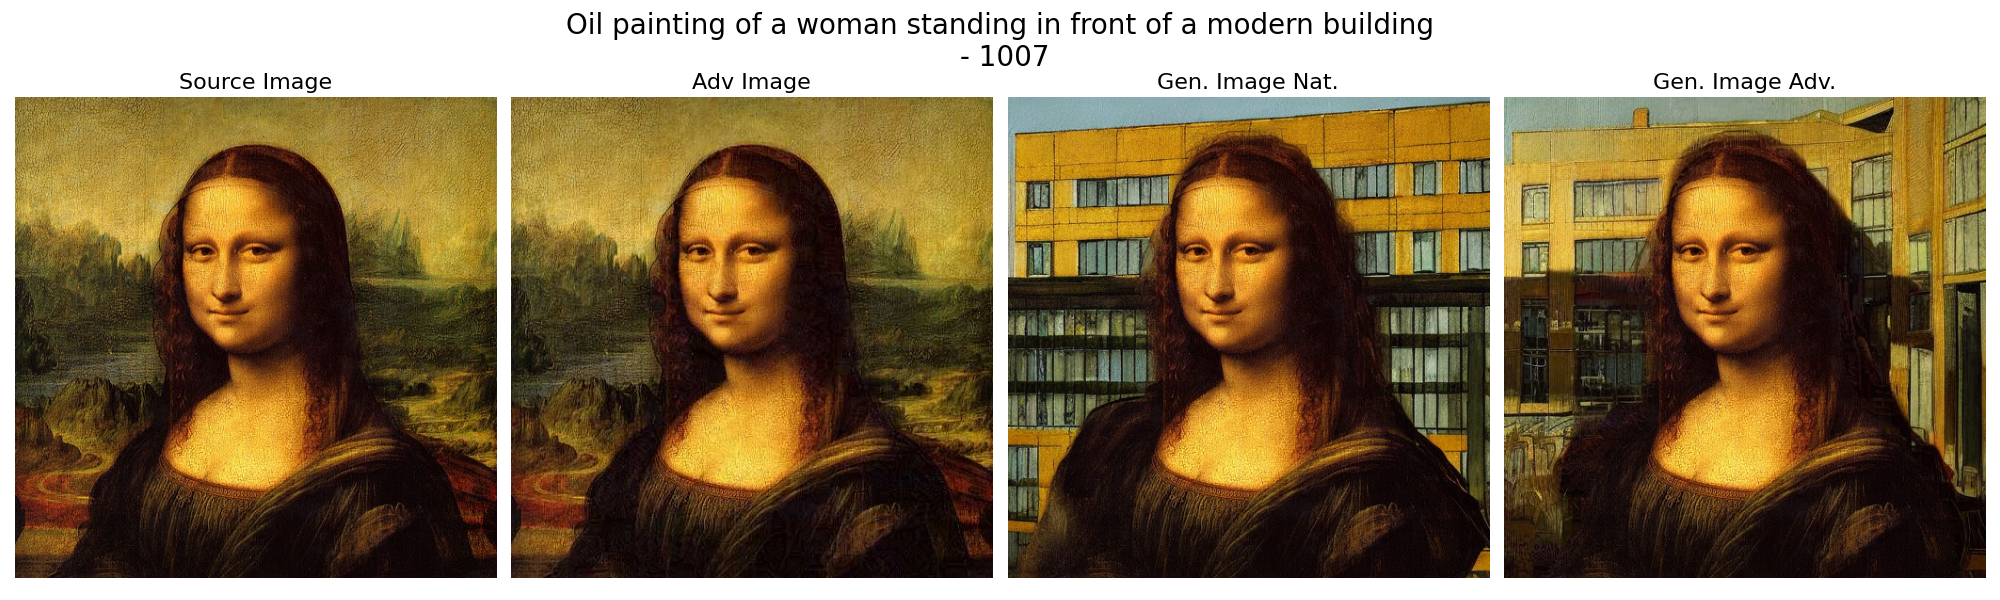 Oil painting of a woman standing in front of a modern building
- 1007
Source Image
Adv Image
Gen. Image Nat.
Gen. Image Adv.